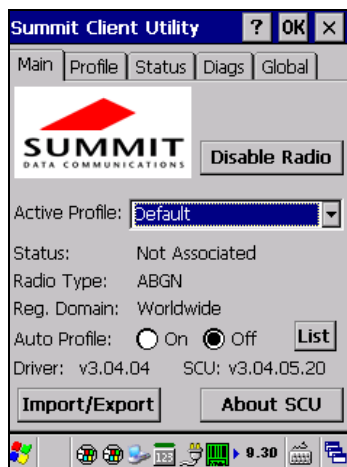 Summit Client Utility ? OK ×
Main Profile Status Diags Global
SUMMIT
DATA COMMUNICATIONS
Disable Radio
Active Profile: Default
Status: Not Associated
Radio Type: ABGN
Reg. Domain: Worldwide
Auto Profile: On Off List
Driver: v3.04.04 SCU: v3.04.05.20
Import/Export About SCU
123 9.30